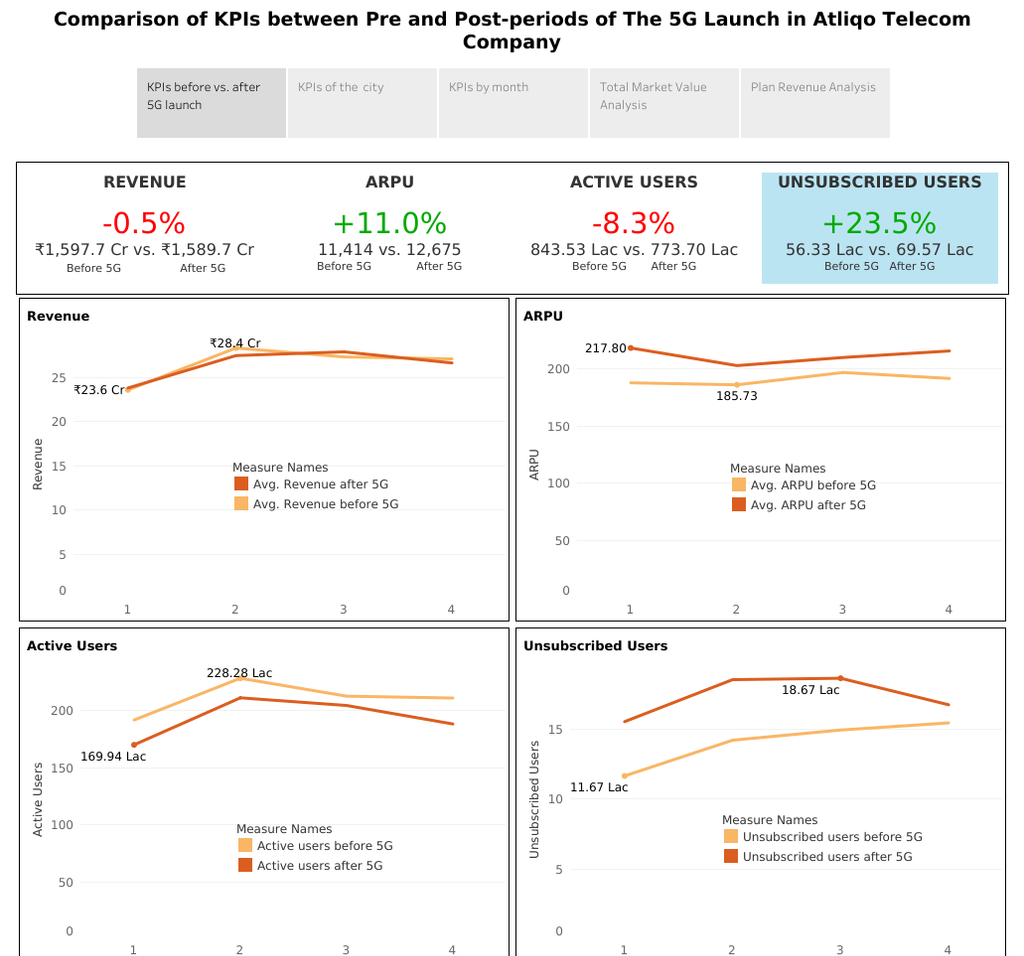 Comparison of KPIs between Pre and Post-periods of The 5G Launch in Atliqo Telecom
Company
KPIs before vs. after
5G launch
KPIs of the city
KPIs by month
Total Market Value
Analysis
Plan Revenue Analysis
REVENUE
-0.5%
₹1,597.7 Cr vs. ₹1,589.7 Cr
Before 5G After 5G
ARPU
+11.0%
11,414 vs. 12,675
Before 5G After 5G
ACTIVE USERS
-8.3%
843.53 Lac vs. 773.70 Lac
Before 5G After 5G
UNSUBSCRIBED USERS
+23.5%
56.33 Lac vs. 69.57 Lac
Before 5G After 5G
Revenue
₹28.4 Cr
₹23.6 Cr
25
20
15
10
5
0
Revenue
Measure Names
Avg. Revenue after 5G
Avg. Revenue before 5G
1 2 3 4
ARPU
217.80
185.73
200
150
100
50
0
ARPU
Measure Names
Avg. ARPU before 5G
Avg. ARPU after 5G
1 2 3 4
Active Users
228.28 Lac
169.94 Lac
200
150
100
50
0
Active Users
Measure Names
Active users before 5G
Active users after 5G
1 2 3 4
Unsubscribed Users
18.67 Lac
11.67 Lac
15
10
5
0
Unsubscribed Users
Measure Names
Unsubscribed users before 5G
Unsubscribed users after 5G
1 2 3 4